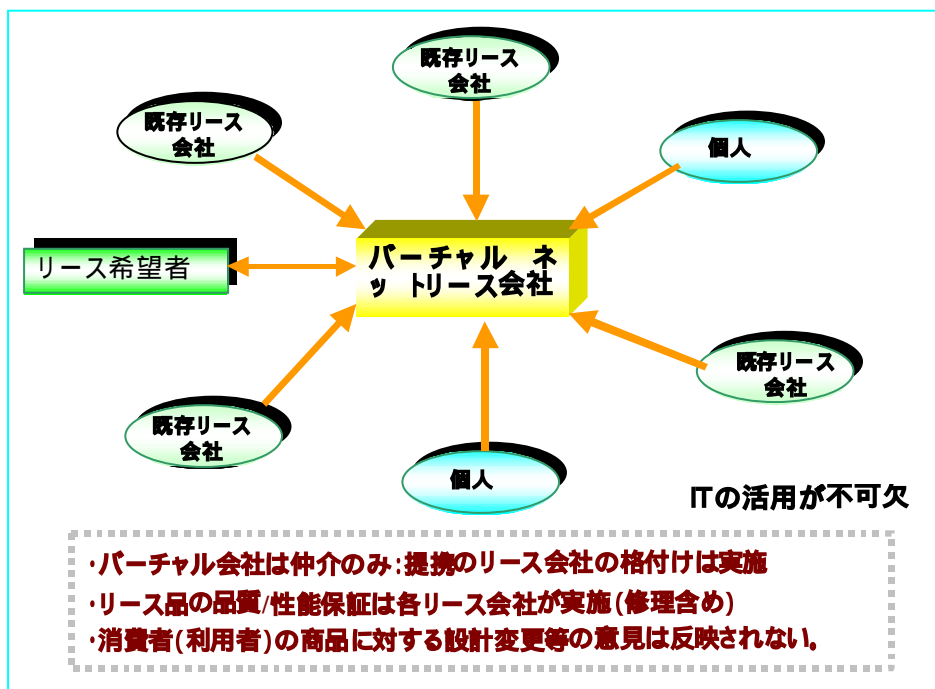 既存リース
会社
既存リース
会社
個人
リース希望者
バーチャル ネ
ッ トリース会社
既存リース
会社
既存リース
会社
個人
ITの活用が不可欠
・バーチャル会社は仲介のみ:提携のリース会社の格付けは実施
・リース品の品質/性能保証は各リース会社が実施(修理含め)
・消費者(利用者)の商品に対する設計変更等の意見は反映されない。